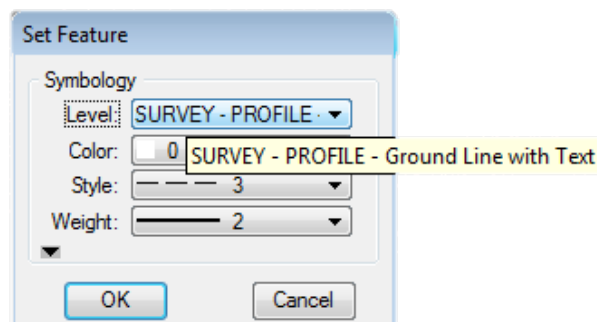 Set Feature
Symbology
Level: SURVEY - PROFILE -
Color: 0
SURVEY - PROFILE - Ground Line with Text
Style: 3
Weight: 2
OK Cancel